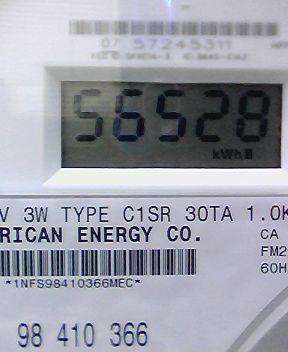 07 57245311
56528
kWh
V 3W TYPE C1SR 30TA 1.0K
RICAN ENERGY CO.
CA
FM2
60H
*1NFS98410366MEC*
98 410 366